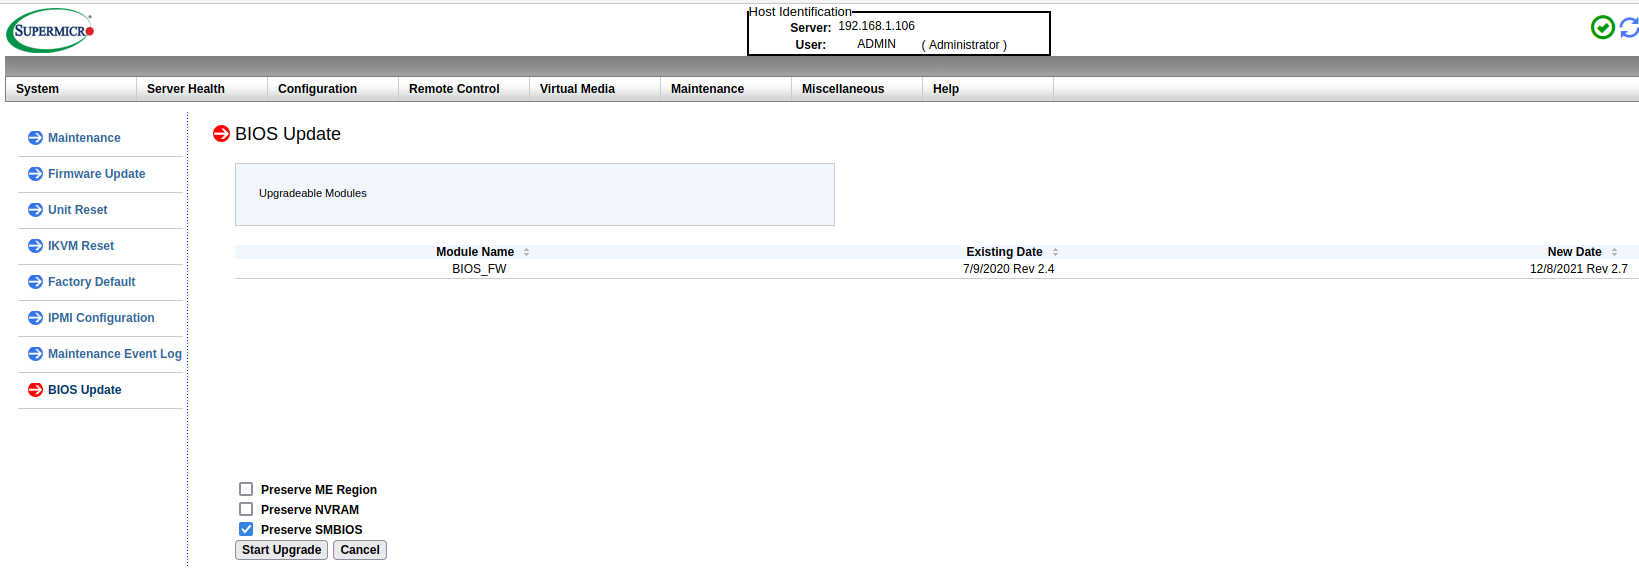 SUPERMICR
Host Identification
Server: 192.168.1.106
User: ADMIN ( Administrator )
System Server Health Configuration Remote Control Virtual Media Maintenance Miscellaneous Help
Maintenance
Firmware Update
Unit Reset
IKVM Reset
Factory Default
IPMI Configuration
Maintenance Event Log
BIOS Update
BIOS Update
Upgradeable Modules
Module Name Existing Date New Date
BIOS_FW 7/9/2020 Rev 2.4 12/8/2021 Rev 2.7
Preserve ME Region
Preserve NVRAM
Preserve SMBIOS
Start Upgrade Cancel